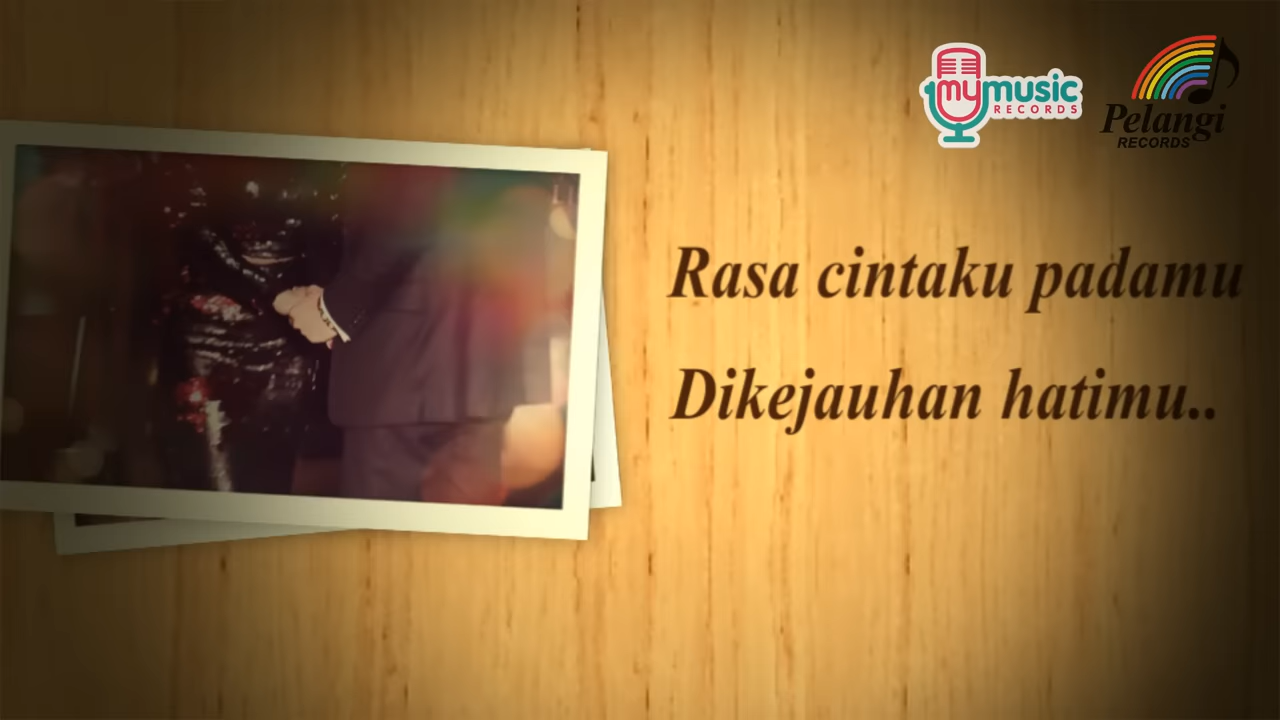 mymusic
RECORDS
Pelangi
RECORDS
Rasa cintaku padamu
Dikejauhan hatimu..